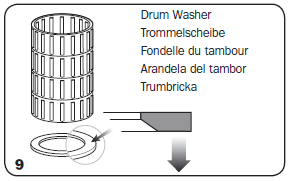 Drum Washer
Trommelscheibe
Fondelle du tambour
Arandela del tambor
Trumbricka
9